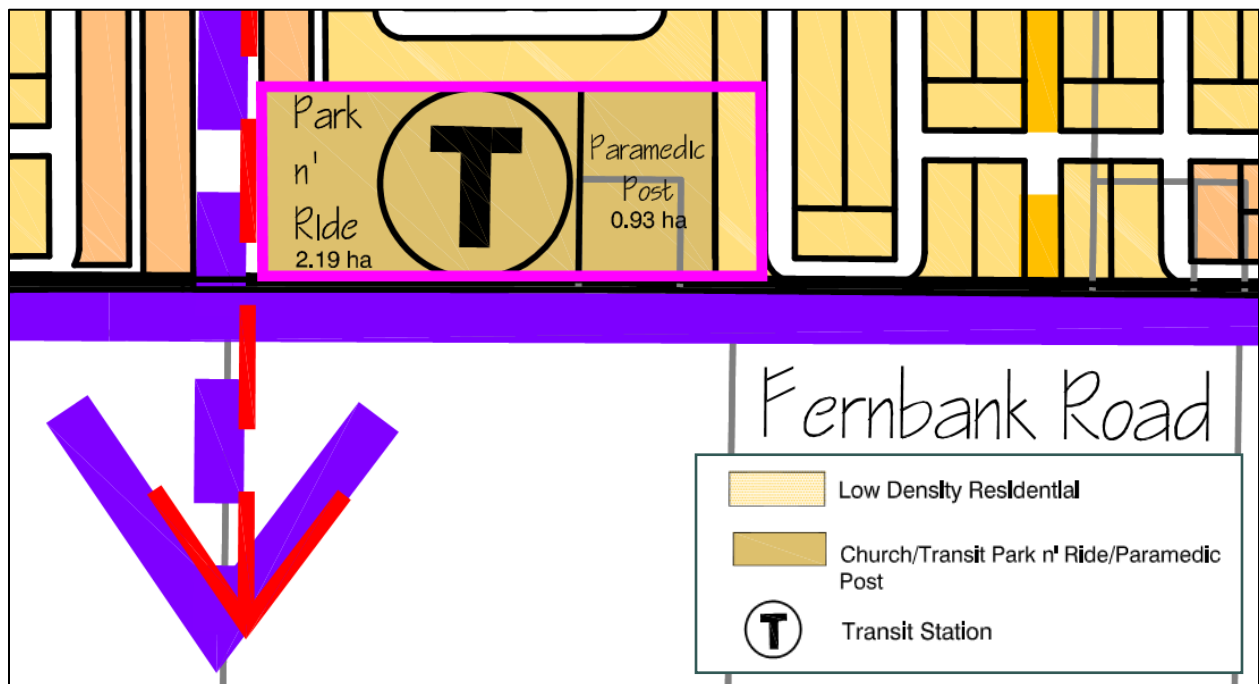 Park
n'
Ride
2.19 ha
T
Paramedic
Post
0.93 ha
Fernbank Road
Low Density Residential
Church/Transit Park n' Ride/Paramedic
Post
T
Transit Station